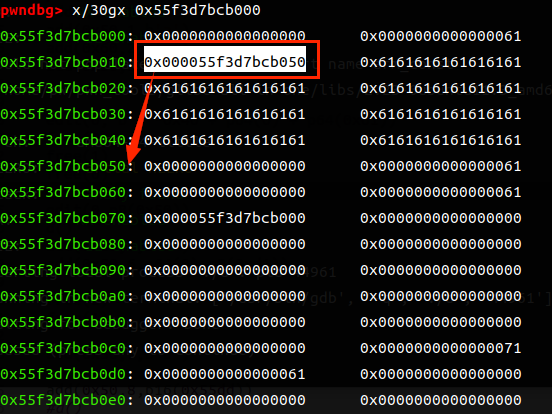 pwndbg> x/30gx 0x55f3d7bcb000
0x55f3d7bcb000: 0x0000000000000000 0x0000000000000061
0x55f3d7bcb010: 0x000055f3d7bcb050 0x6161616161616161
0x55f3d7bcb020: 0x6161616161616161 0x6161616161616161
0x55f3d7bcb030: 0x6161616161616161 0x6161616161616161
0x55f3d7bcb040: 0x6161616161616161 0x6161616161616161
0x55f3d7bcb050: 0x0000000000000000 0x0000000000000061
0x55f3d7bcb060: 0x0000000000000000 0x0000000000000061
0x55f3d7bcb070: 0x000055f3d7bcb000 0x0000000000000000
0x55f3d7bcb080: 0x0000000000000000 0x0000000000000000
0x55f3d7bcb090: 0x0000000000000000 0x0000000000000000
0x55f3d7bcb0a0: 0x0000000000000000 0x0000000000000000
0x55f3d7bcb0b0: 0x0000000000000000 0x0000000000000000
0x55f3d7bcb0c0: 0x0000000000000000 0x0000000000000071
0x55f3d7bcb0d0: 0x0000000000000061 0x0000000000000000
0x55f3d7bcb0e0: 0x0000000000000000 0x0000000000000000